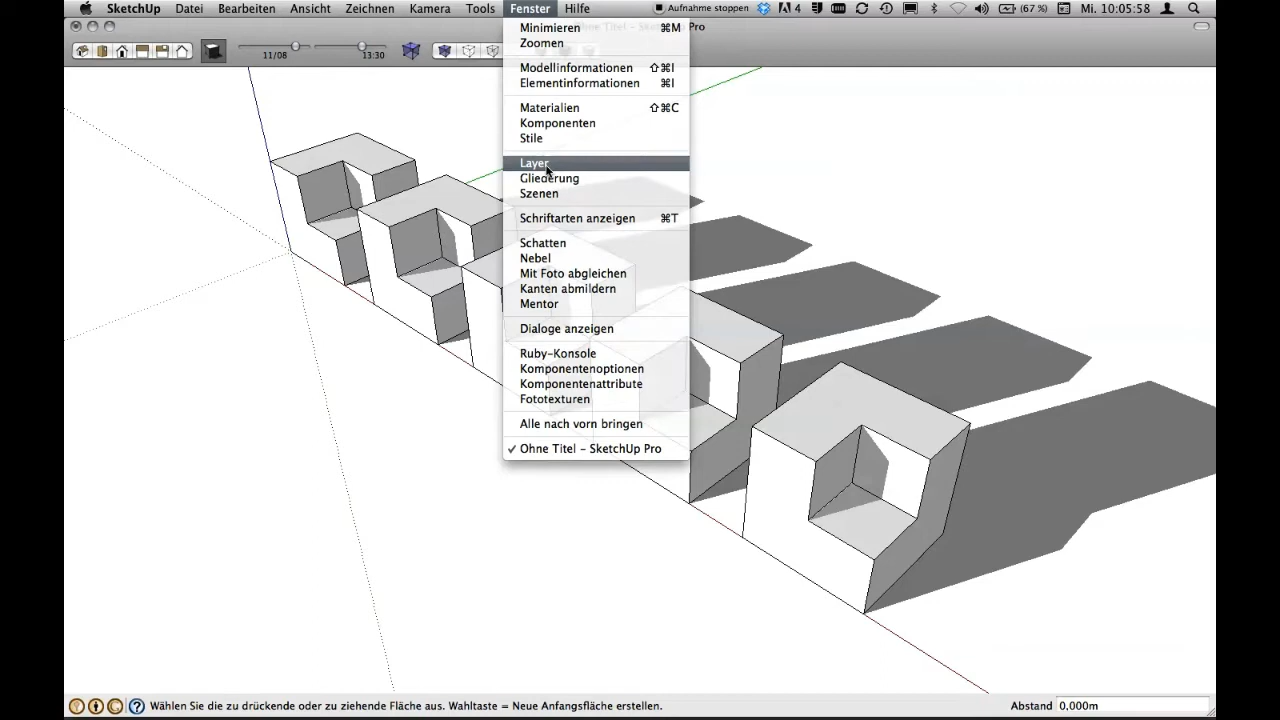 SketchUp Datei Bearbeiten Ansicht Zeichnen Kamera Tools Fenster Hilfe Aufnahme stoppen 4 (67 %) Mi. 10:05:58
Pro
11/08 13:30
Minimieren ⌘M
Zoomen
Modellinformationen ⇧⌘I
Elementinformationen ⌘I
Materialien ⇧⌘C
Komponenten
Stile
Layer
Gliederung
Szenen
Schriftarten anzeigen ⌘T
Schatten
Nebel
Mit Foto abgleichen
Kanten abmildern
Mentor
Dialoge anzeigen
Ruby-Konsole
Komponentenoptionen
Komponentenattribute
Fototexturen
Alle nach vorn bringen
✓ Ohne Titel – SketchUp Pro
Wählen Sie die zu drückende oder zu ziehende Fläche aus. Wahltaste = Neue Anfangsfläche erstellen. Abstand 0,000m